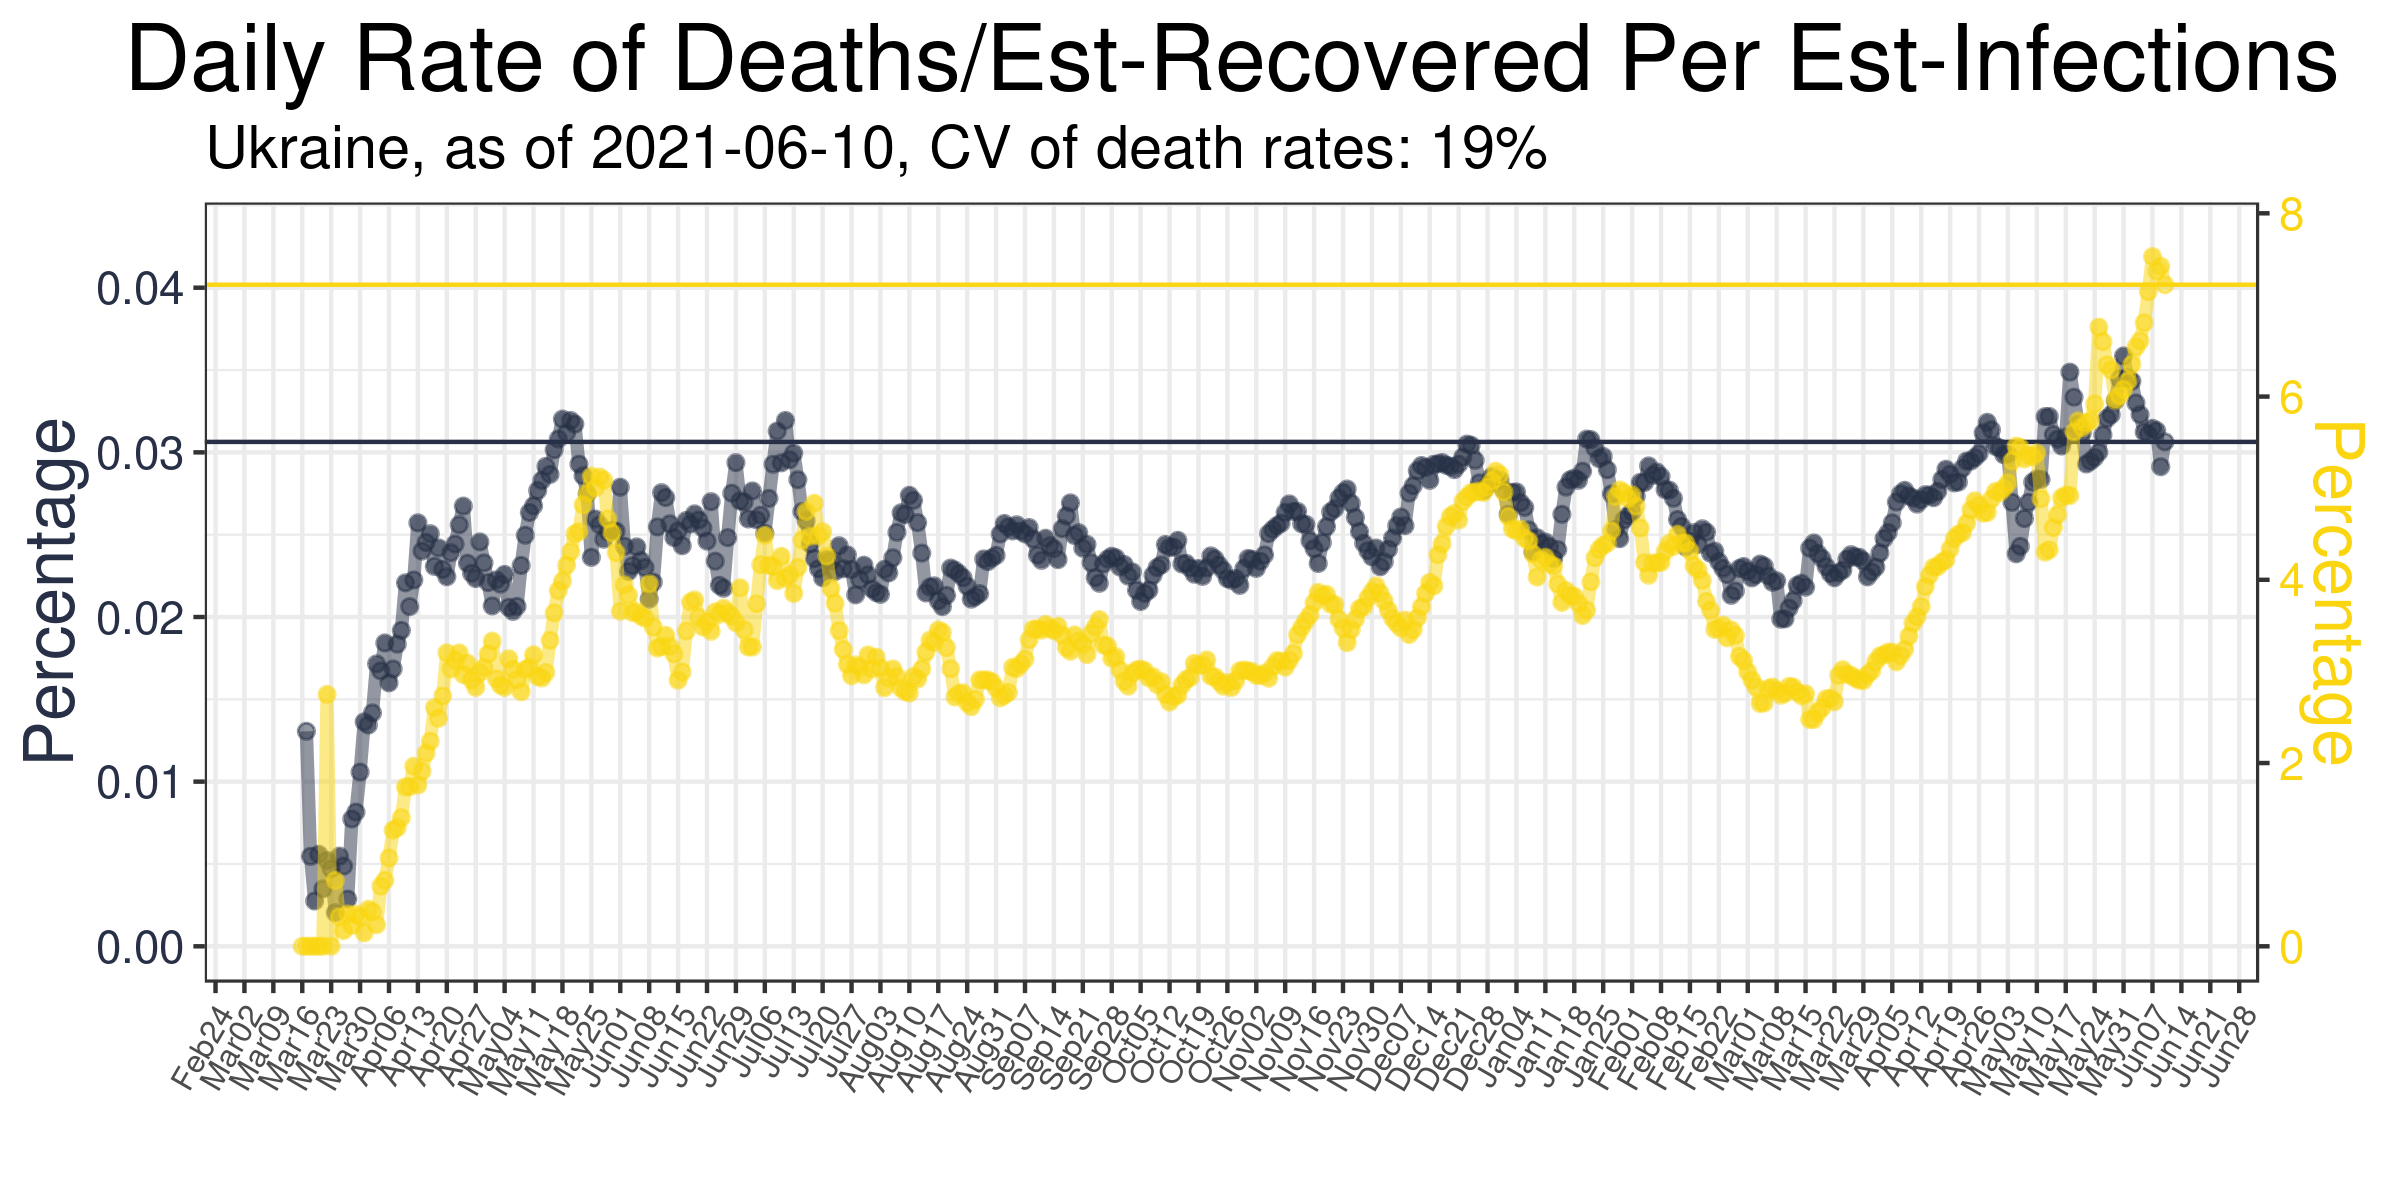 Daily Rate of Deaths/Est-Recovered Per Est-Infections
Ukraine, as of 2021-06-10, CV of death rates: 19%
Percentage
0.04
0.03
0.02
0.01
0.00
8
6
4
2
0
Percentage
Feb24
Mar02
Mar09
Mar16
Mar23
Mar30
Apr06
Apr13
Apr20
Apr27
May04
May11
May18
May25
Jun01
Jun08
Jun15
Jun22
Jun29
Jul06
Jul13
Jul20
Jul27
Aug03
Aug10
Aug17
Aug24
Aug31
Sep07
Sep14
Sep21
Sep28
Oct05
Oct12
Oct19
Oct26
Nov02
Nov09
Nov16
Nov23
Nov30
Dec07
Dec14
Dec21
Dec28
Jan04
Jan11
Jan18
Jan25
Feb01
Feb08
Feb15
Feb22
Mar01
Mar08
Mar15
Mar22
Mar29
Apr05
Apr12
Apr19
Apr26
May03
May10
May17
May24
May31
Jun07
Jun14
Jun21
Jun28